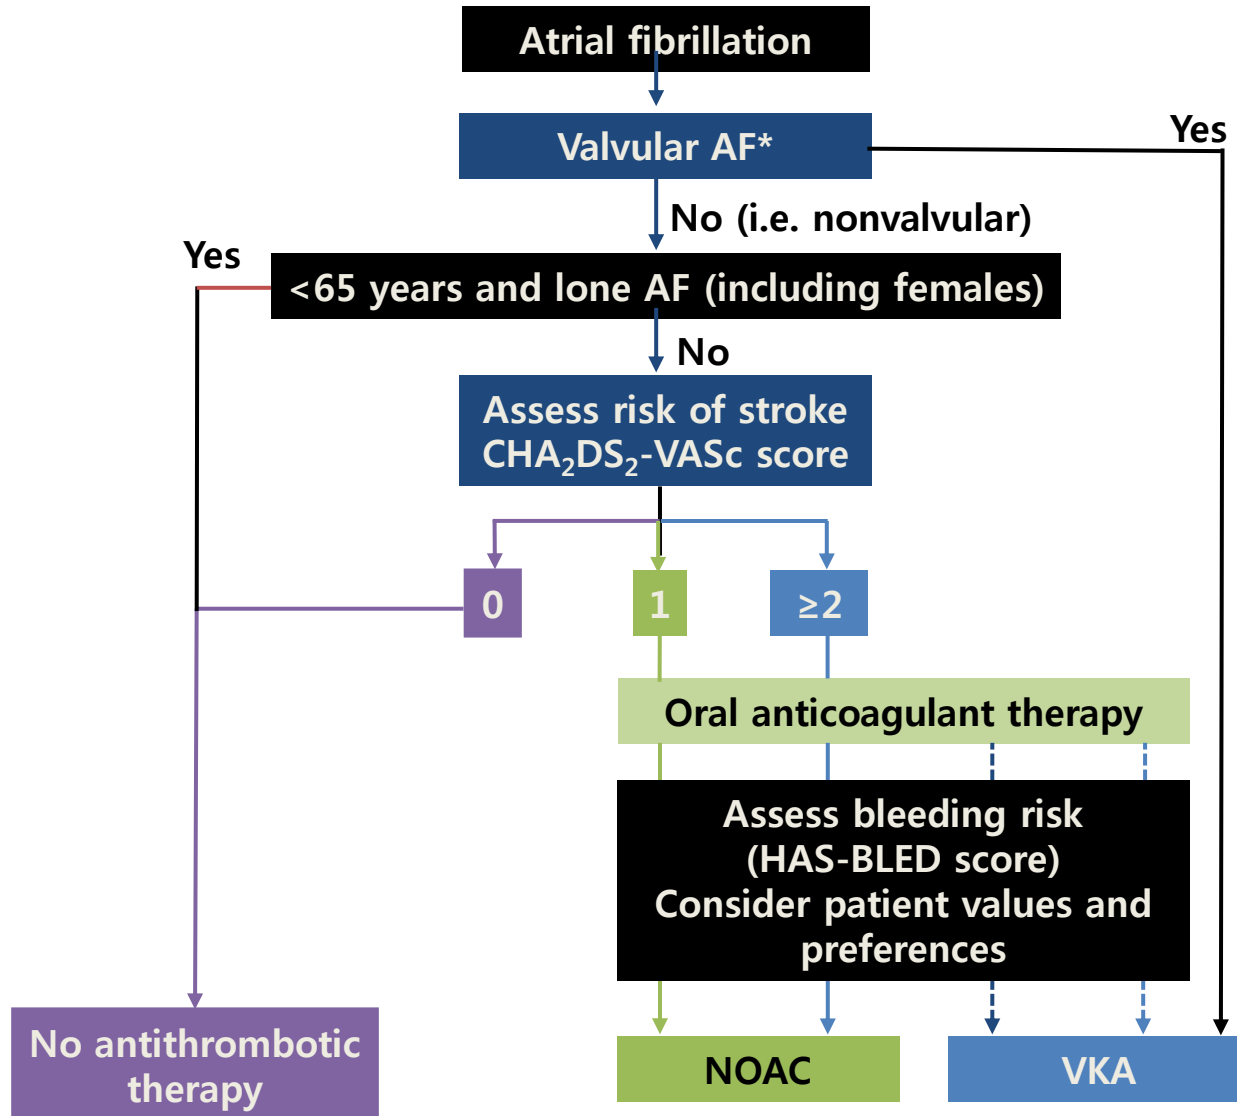 Atrial fibrillation
Valvular AF*
Yes
No (i.e. nonvalvular)
Yes
<65 years and lone AF (including females)
No
Assess risk of stroke
CHA₂DS₂-VASc score
0
1
≥2
Oral anticoagulant therapy
Assess bleeding risk
(HAS-BLED score)
Consider patient values and
preferences
No antithrombotic
therapy
NOAC
VKA